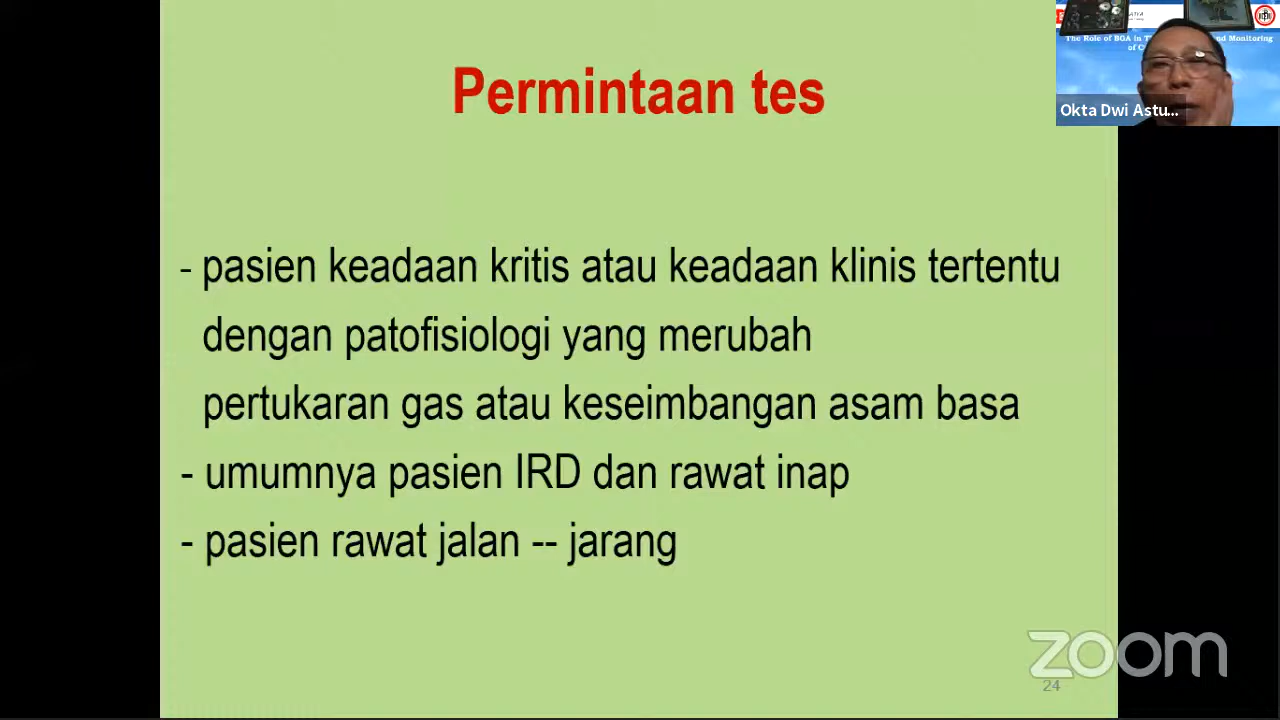 Permintaan tes
- pasien keadaan kritis atau keadaan klinis tertentu
dengan patofisiologi yang merubah
pertukaran gas atau keseimbangan asam basa
- umumnya pasien IRD dan rawat inap
- pasien rawat jalan -- jarang
The Role of BGA in T
nd Monitoring
of C
Okta Dwi Astu...
zoom
24